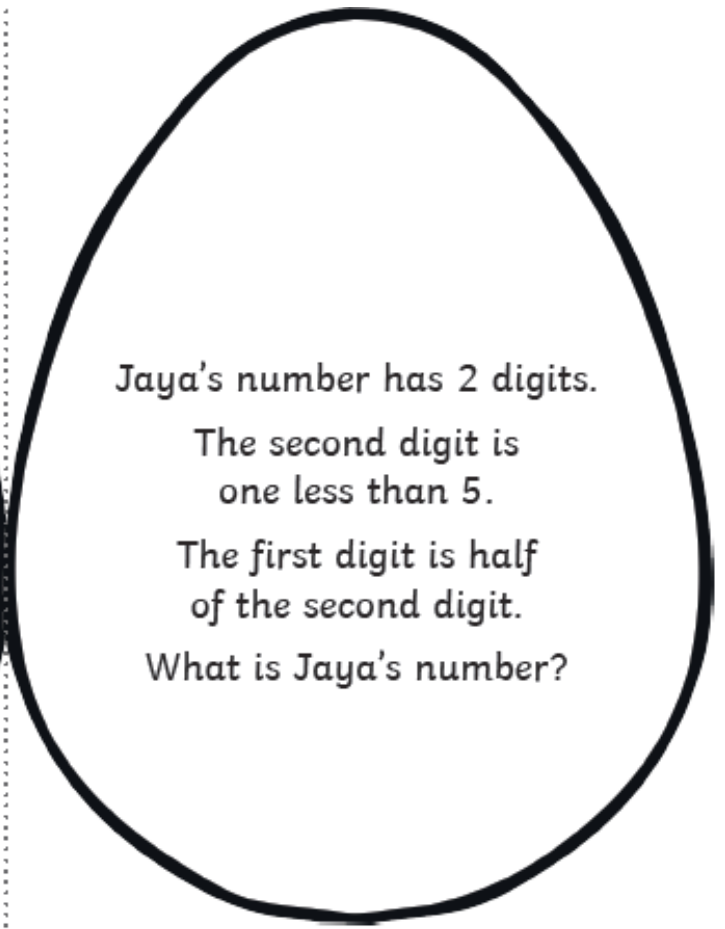 Jaya's number has 2 digits.
The second digit is
one less than 5.
The first digit is half
of the second digit.
What is Jaya's number?